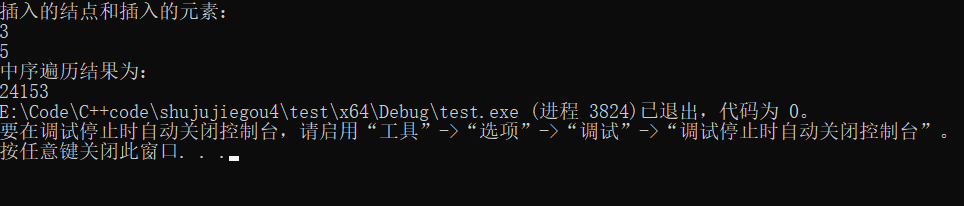 插入的结点和插入的元素：
3
5
中序遍历结果为：
24153
E:\Code\C++code\shujujiegou4\test\x64\Debug\test.exe (进程 3824)已退出，代码为 0。
要在调试停止时自动关闭控制台，请启用“工具”->“选项”->“调试”->“调试停止时自动关闭控制台”。
按任意键关闭此窗口. . .